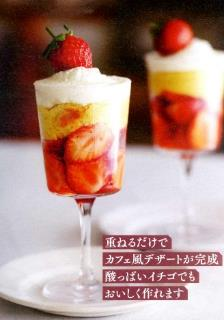 重ねるだけで
カフェ風デザートが完成
酸っぱいイチゴでも
おいしく作れます